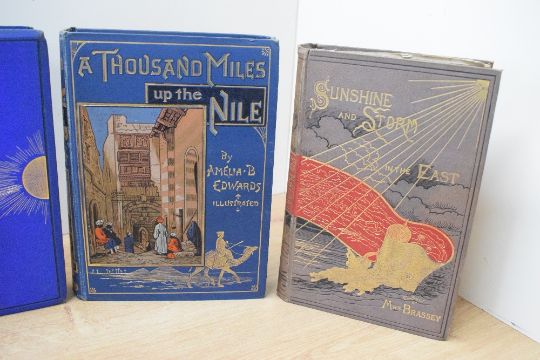 A THOUSAND MILES
up the
NILE
By
AMELIA·B
EDWARDS
ILLUSTRATED
SUNSHINE
AND STORM
IN THE EAST
MRS BRASSEY